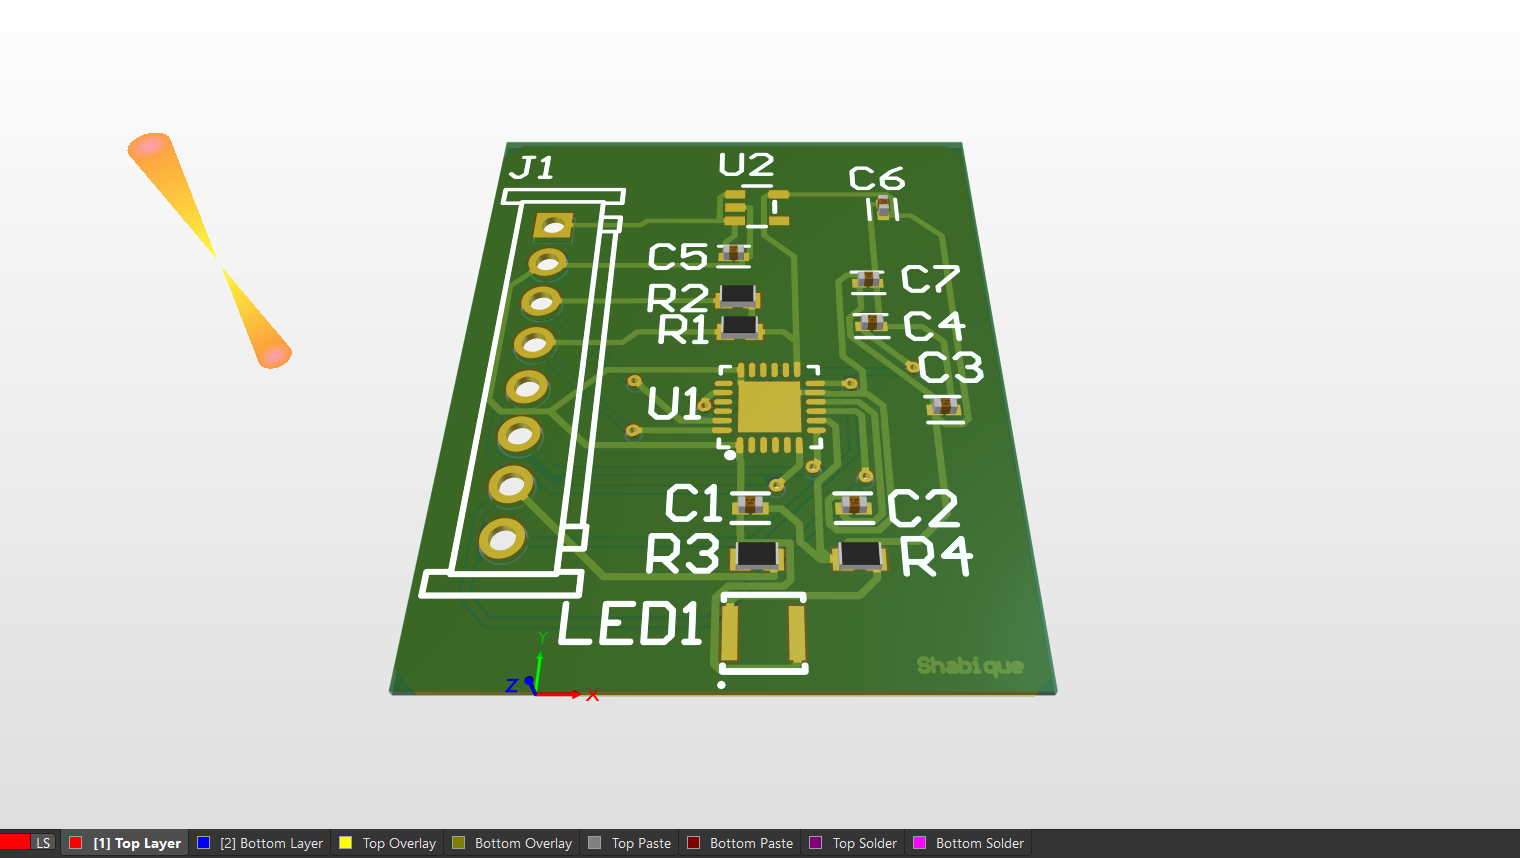 J1
U2
C6
C5
C7
R2
R1
C4
C3
U1
C1
C2
R3
R4
LED1
Shabique
Y
Z
X
LS
[1] Top Layer
[2] Bottom Layer
Top Overlay
Bottom Overlay
Top Paste
Bottom Paste
Top Solder
Bottom Solder